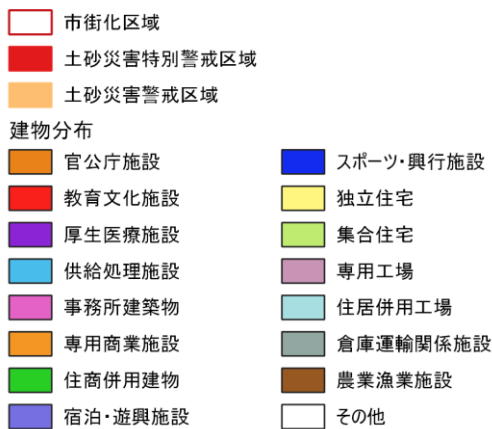 市街化区域
土砂災害特別警戒区域
土砂災害警戒区域
建物分布
官公庁施設
教育文化施設
厚生医療施設
供給処理施設
事務所建築物
専用商業施設
住商併用建物
宿泊・遊興施設
スポーツ・興行施設
独立住宅
集合住宅
専用工場
住居併用工場
倉庫運輸関係施設
農業漁業施設
その他